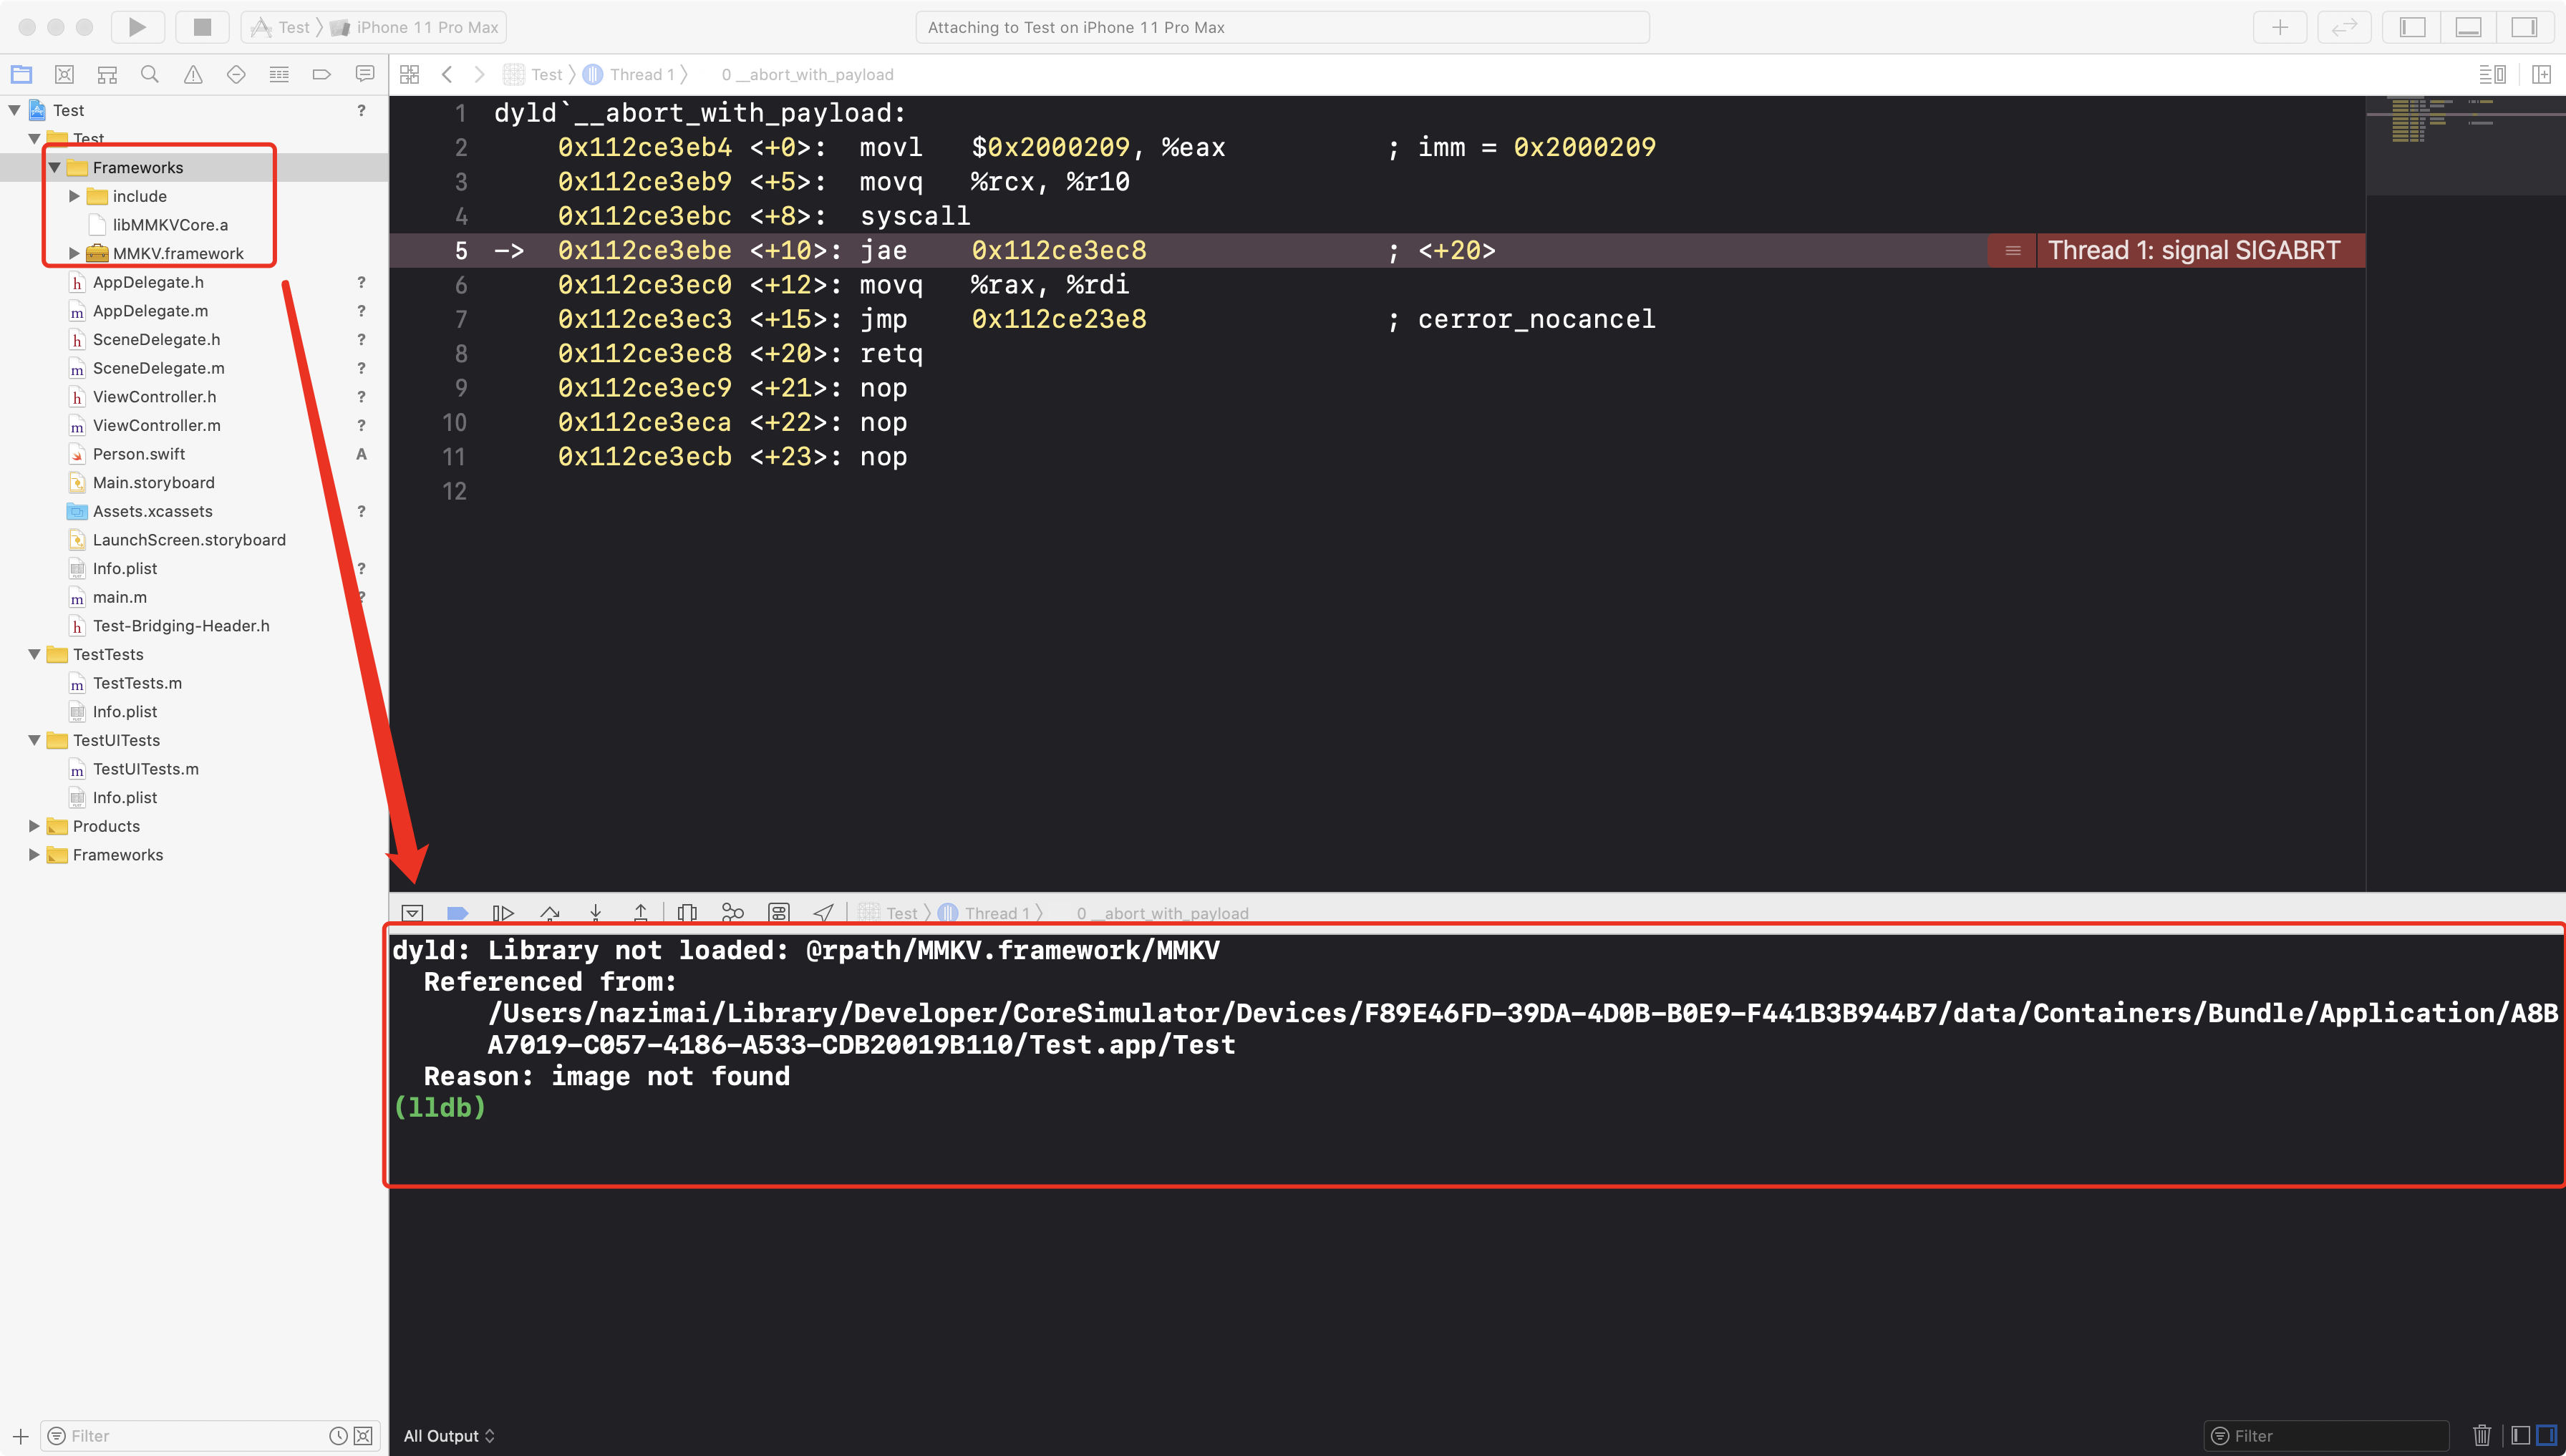 Test 〉 iPhone 11 Pro Max
Attaching to Test on iPhone 11 Pro Max
Test 〉 Thread 1 〉 0 __abort_with_payload
Test ?
Test
Frameworks
include
libMMKVCore.a
MMKV.framework
AppDelegate.h ?
AppDelegate.m ?
SceneDelegate.h ?
SceneDelegate.m ?
ViewController.h ?
ViewController.m ?
Person.swift A
Main.storyboard
Assets.xcassets ?
LaunchScreen.storyboard
Info.plist ?
main.m ?
Test-Bridging-Header.h
TestTests
TestTests.m
Info.plist
TestUITests
TestUITests.m
Info.plist
Products
Frameworks
Filter
1 dyld`__abort_with_payload:
2 0x112ce3eb4 <+0>: movl $0x2000209, %eax ; imm = 0x2000209
3 0x112ce3eb9 <+5>: movq %rcx, %r10
4 0x112ce3ebc <+8>: syscall
5 -> 0x112ce3ebe <+10>: jae 0x112ce3ec8 ; <+20> Thread 1: signal SIGABRT
6 0x112ce3ec0 <+12>: movq %rax, %rdi
7 0x112ce3ec3 <+15>: jmp 0x112ce23e8 ; cerror_nocancel
8 0x112ce3ec8 <+20>: retq
9 0x112ce3ec9 <+21>: nop
10 0x112ce3eca <+22>: nop
11 0x112ce3ecb <+23>: nop
12
Test 〉 Thread 1 〉 0 __abort_with_payload
dyld: Library not loaded: @rpath/MMKV.framework/MMKV
Referenced from:
/Users/nazimai/Library/Developer/CoreSimulator/Devices/F89E46FD-39DA-4D0B-B0E9-F441B3B944B7/data/Containers/Bundle/Application/A8B
A7019-C057-4186-A533-CDB20019B110/Test.app/Test
Reason: image not found
(lldb)
All Output
Filter